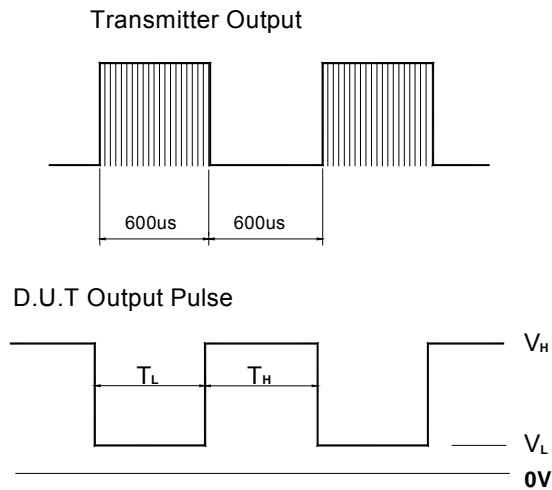 Transmitter Output
600us 600us
D.U.T Output Pulse
VH
TL TH
VL
0V